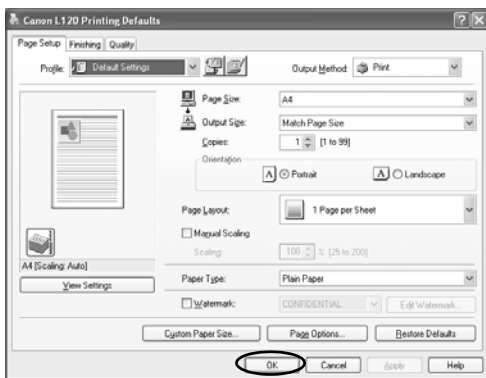 Canon L120 Printing Defaults
Page Setup Finishing Quality
Profile: Default Settings Output Method: Print
Page Size: A4
Output Size: Match Page Size
Copies: 1 [1 to 99]
Orientation
A Portrait A Landscape
Page Layout: 1 Page per Sheet
Manual Scaling
Scaling: 100 % [25 to 200]
A4 [Scaling: Auto]
View Settings
Paper Type: Plain Paper
Watermark: CONFIDENTIAL Edit Watermark...
Custom Paper Size... Page Options... Restore Defaults
OK Cancel Apply Help